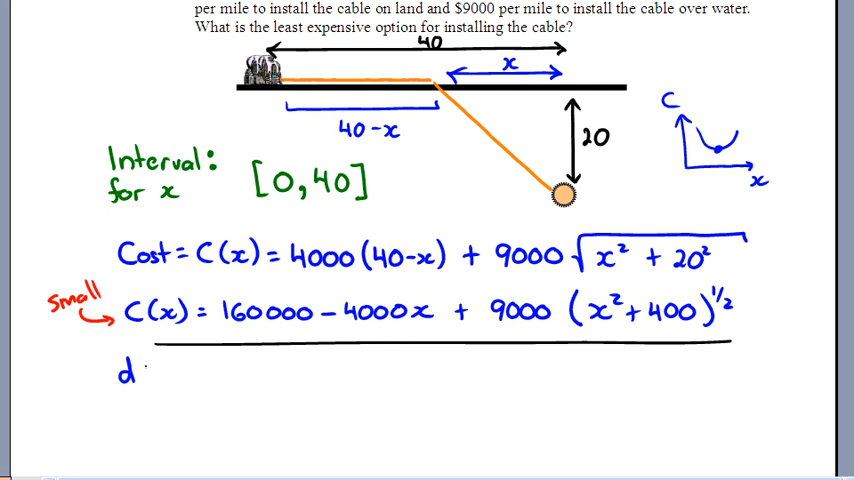 per mile to install the cable on land and $9000 per mile to install the cable over water.
What is the least expensive option for installing the cable?
40
x
40-x
20
C
x
Interval:
for x
[0,40]
Cost = C(x) = 4000(40-x) + 9000√x² + 20²
small
C(x) = 160000 - 4000x + 9000 (x² + 400)^1/2
d